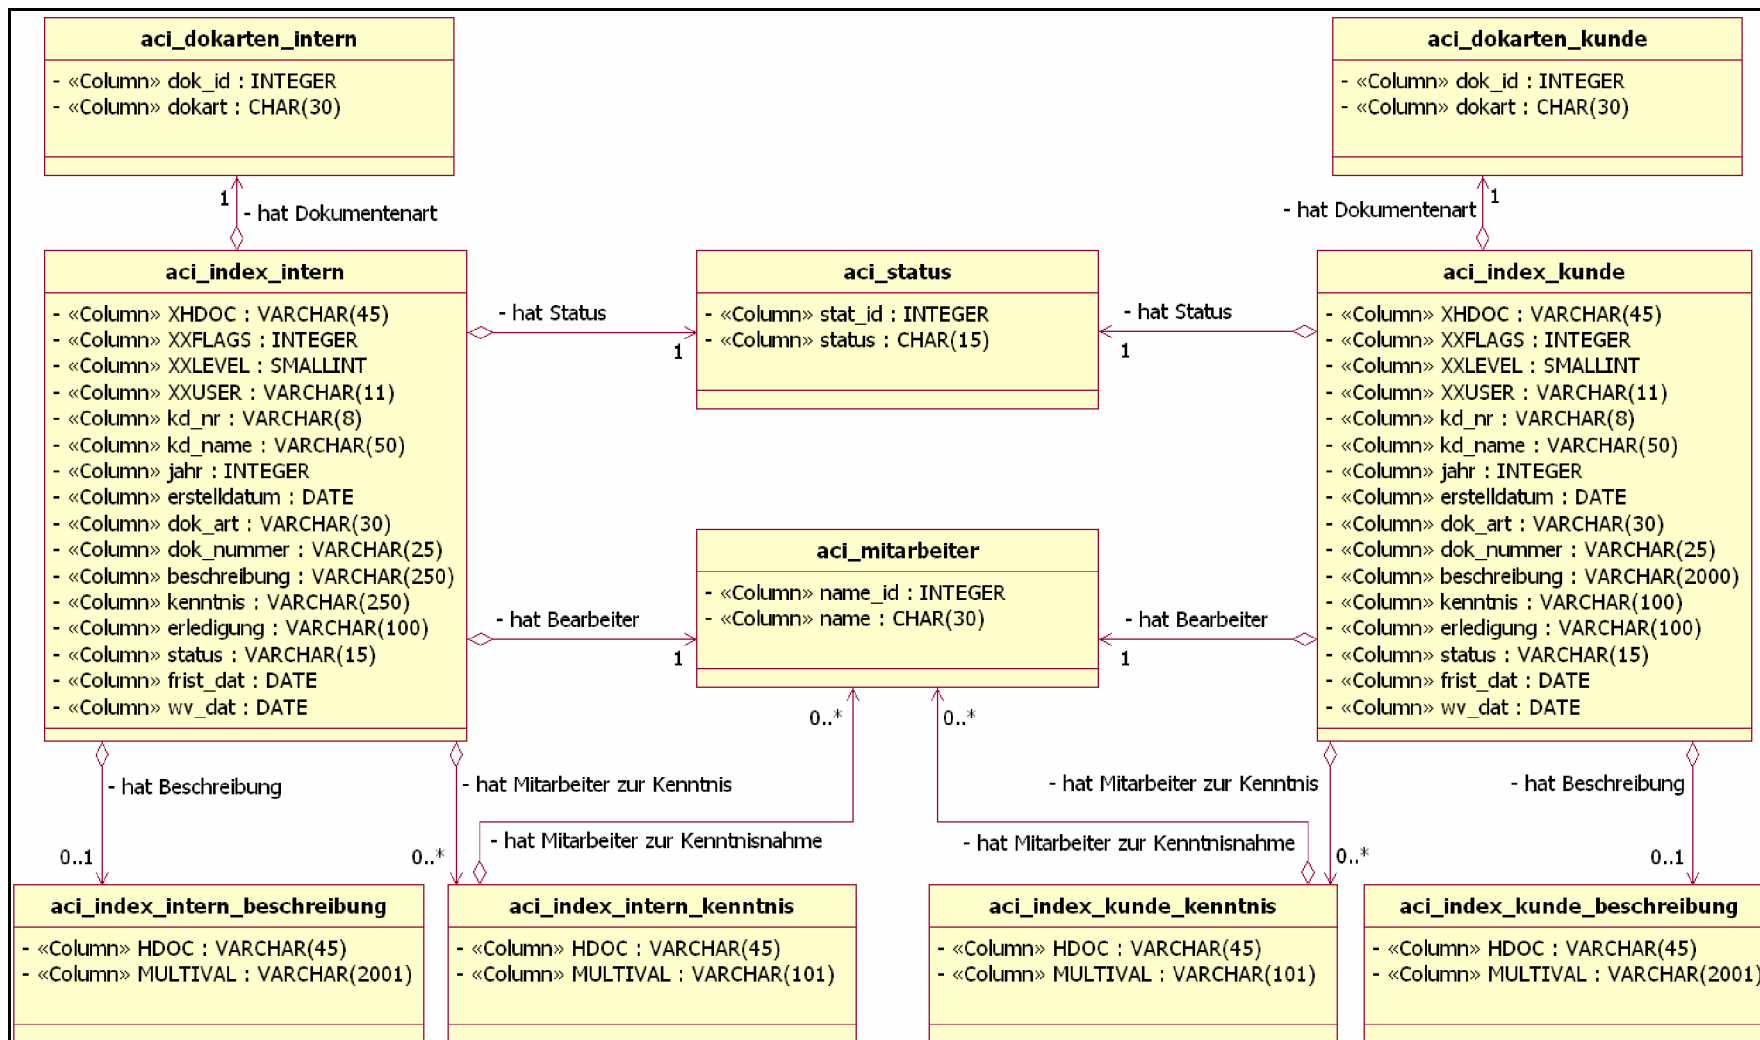 aci_dokarten_intern
- «Column» dok_id : INTEGER
- «Column» dokart : CHAR(30)
aci_dokarten_kunde
- «Column» dok_id : INTEGER
- «Column» dokart : CHAR(30)
1
- hat Dokumentenart
1
- hat Dokumentenart
aci_index_intern
- «Column» XHDOC : VARCHAR(45)
- «Column» XXFLAGS : INTEGER
- «Column» XXLEVEL : SMALLINT
- «Column» XXUSER : VARCHAR(11)
- «Column» kd_nr : VARCHAR(8)
- «Column» kd_name : VARCHAR(50)
- «Column» jahr : INTEGER
- «Column» erstelldatum : DATE
- «Column» dok_art : VARCHAR(30)
- «Column» dok_nummer : VARCHAR(25)
- «Column» beschreibung : VARCHAR(250)
- «Column» kenntnis : VARCHAR(250)
- «Column» erledigung : VARCHAR(100)
- «Column» status : VARCHAR(15)
- «Column» frist_dat : DATE
- «Column» wv_dat : DATE
- hat Status
1
aci_status
- «Column» stat_id : INTEGER
- «Column» status : CHAR(15)
- hat Status
1
- hat Bearbeiter
1
aci_mitarbeiter
- «Column» name_id : INTEGER
- «Column» name : CHAR(30)
- hat Bearbeiter
1
aci_index_kunde
- «Column» XHDOC : VARCHAR(45)
- «Column» XXFLAGS : INTEGER
- «Column» XXLEVEL : SMALLINT
- «Column» XXUSER : VARCHAR(11)
- «Column» kd_nr : VARCHAR(8)
- «Column» kd_name : VARCHAR(50)
- «Column» jahr : INTEGER
- «Column» erstelldatum : DATE
- «Column» dok_art : VARCHAR(30)
- «Column» dok_nummer : VARCHAR(25)
- «Column» beschreibung : VARCHAR(2000)
- «Column» kenntnis : VARCHAR(100)
- «Column» erledigung : VARCHAR(100)
- «Column» status : VARCHAR(15)
- «Column» frist_dat : DATE
- «Column» wv_dat : DATE
0..*
0..*
- hat Beschreibung
- hat Mitarbeiter zur Kenntnis
- hat Mitarbeiter zur Kenntnis
- hat Beschreibung
- hat Mitarbeiter zur Kenntnisnahme
- hat Mitarbeiter zur Kenntnisnahme
0..1
0..*
0..*
0..1
aci_index_intern_beschreibung
- «Column» HDOC : VARCHAR(45)
- «Column» MULTIVAL : VARCHAR(2001)
aci_index_intern_kenntnis
- «Column» HDOC : VARCHAR(45)
- «Column» MULTIVAL : VARCHAR(101)
aci_index_kunde_kenntnis
- «Column» HDOC : VARCHAR(45)
- «Column» MULTIVAL : VARCHAR(101)
aci_index_kunde_beschreibung
- «Column» HDOC : VARCHAR(45)
- «Column» MULTIVAL : VARCHAR(2001)